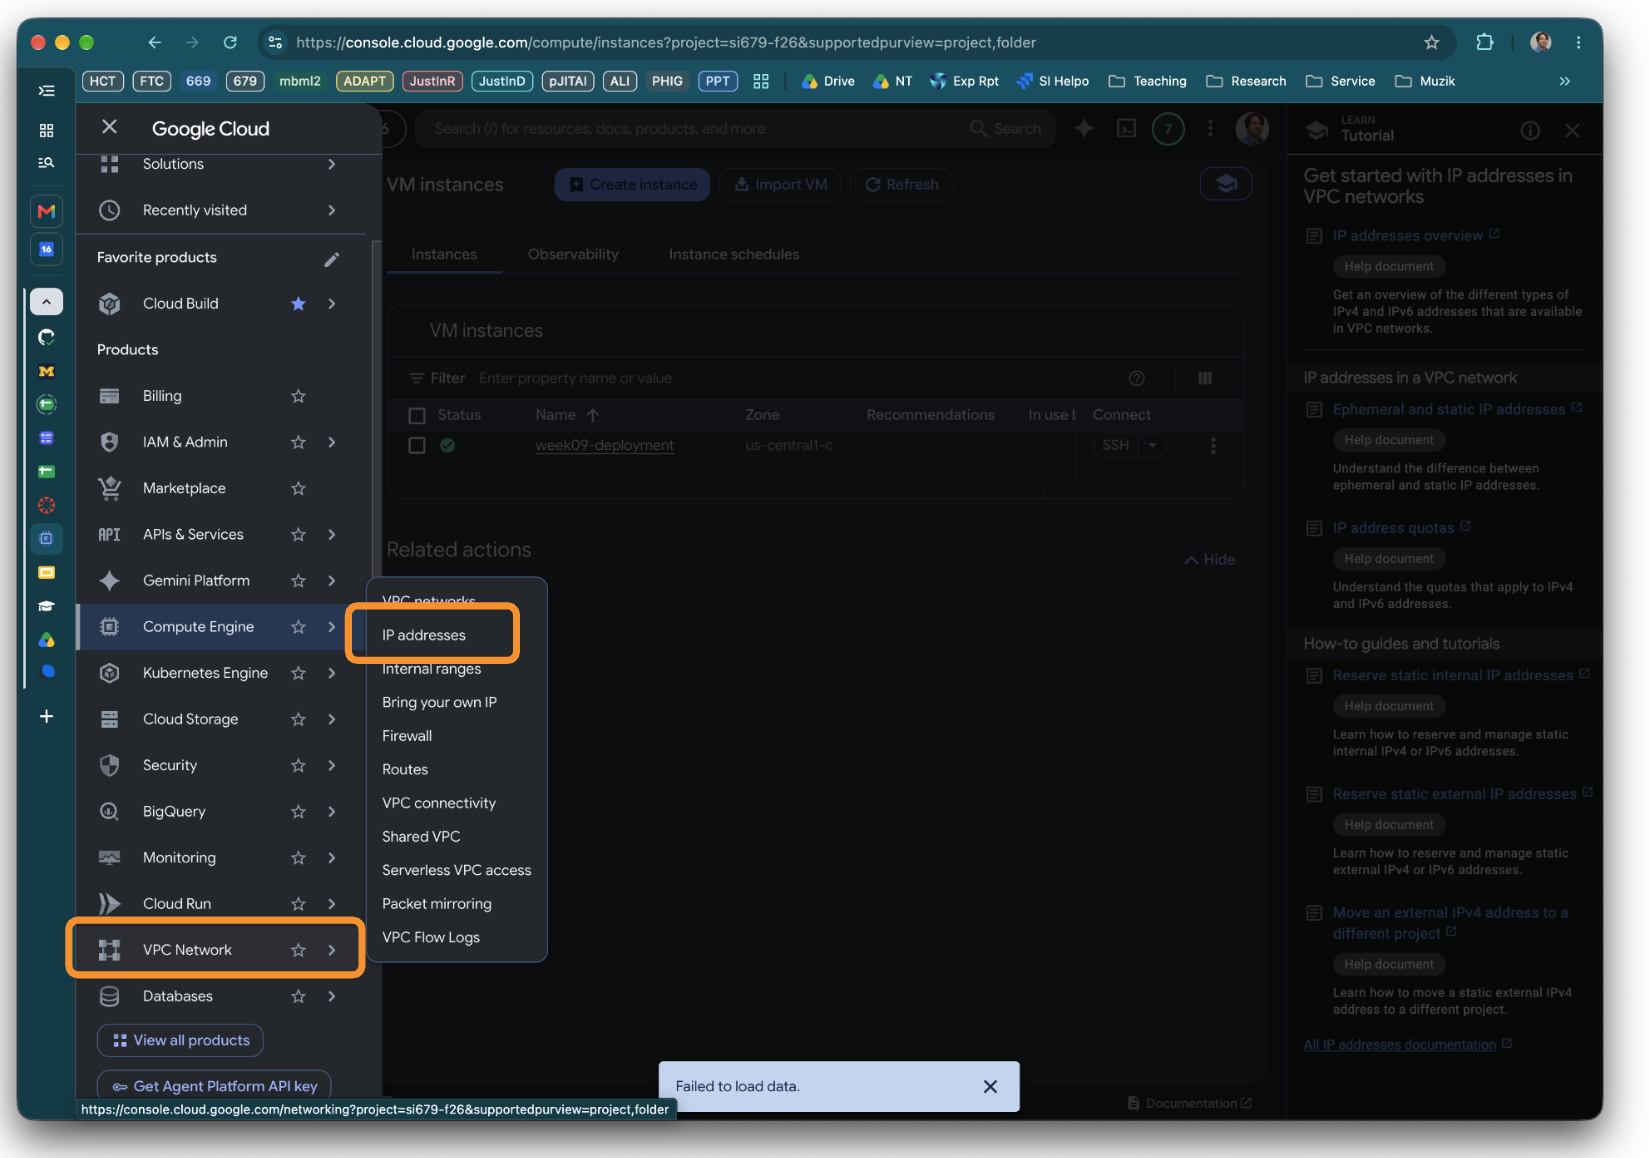 https://console.cloud.google.com/compute/instances?project=si679-f26&supportedpurview=project,folder
HCT FTC 669 679 mbml2 ADAPT JustInR JustInD pJITAI ALI PHIG PPT Drive NT Exp Rpt SI Helpo Teaching Research Service Muzik
16
Google Cloud
Solutions
Recently visited
Favorite products
Cloud Build
Products
Billing
IAM & Admin
Marketplace
API APIs & Services
Gemini Platform
Compute Engine
Kubernetes Engine
Cloud Storage
Security
BigQuery
Monitoring
Cloud Run
VPC Network
Databases
View all products
Get Agent Platform API key
https://console.cloud.google.com/networking?project=si679-f26&supportedpurview=project,folder
VPC networks
IP addresses
Internal ranges
Bring your own IP
Firewall
Routes
VPC connectivity
Shared VPC
Serverless VPC access
Packet mirroring
VPC Flow Logs
6 Search (/) for resources, docs, products, and more Search 7
VM instances Create instance Import VM Refresh
Instances Observability Instance schedules
VM instances
Filter Enter property name or value
Status Name Zone Recommendations In use b Connect
week09-deployment us-central1-c SSH
Related actions
Hide
Failed to load data.
Documentation
LEARN
Tutorial
Get started with IP addresses in
VPC networks
IP addresses overview
Help document
Get an overview of the different types of
IPv4 and IPv6 addresses that are available
in VPC networks.
IP addresses in a VPC network
Ephemeral and static IP addresses
Help document
Understand the difference between
ephemeral and static IP addresses.
IP address quotas
Help document
Understand the quotas that apply to IPv4
and IPv6 addresses.
How-to guides and tutorials
Reserve static internal IP addresses
Help document
Learn how to reserve and manage static
internal IPv4 or IPv6 addresses.
Reserve static external IP addresses
Help document
Learn how to reserve and manage static
external IPv4 or IPv6 addresses.
Move an external IPv4 address to a
different project
Help document
Learn how to move a static external IPv4
address to a different project.
All IP addresses documentation